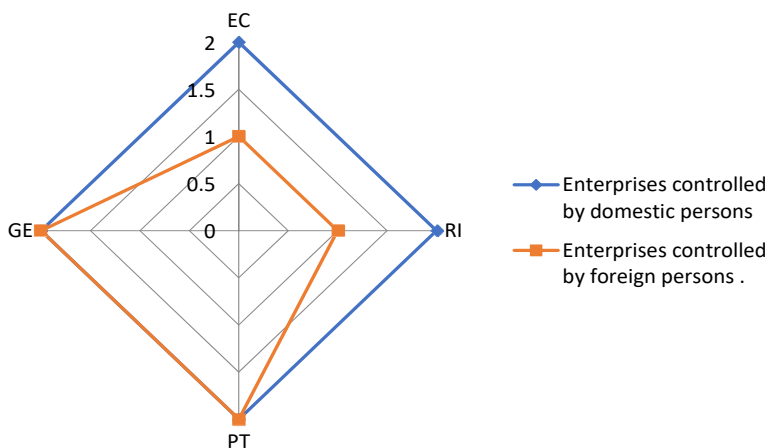 EC
2
1.5
1
0.5
0
GE
RI
PT
Enterprises controlled
by domestic persons
Enterprises controlled
by foreign persons .